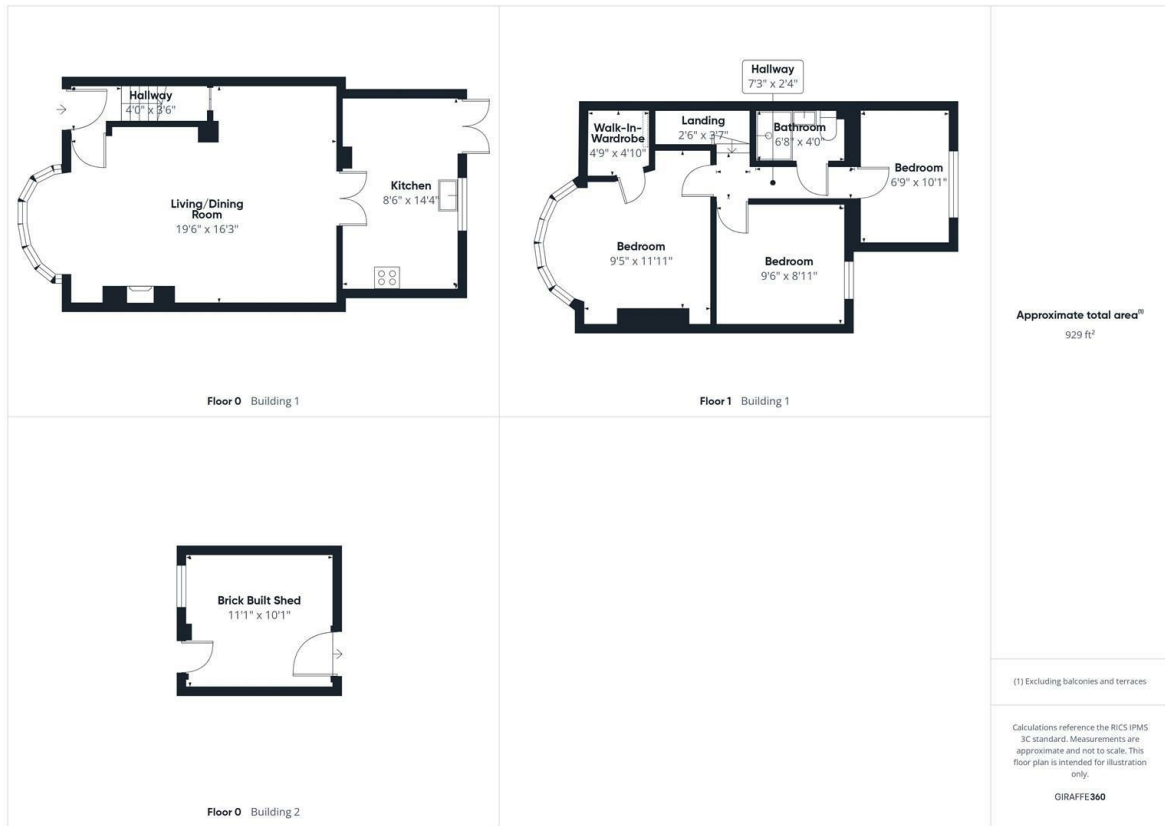 Hallway
4'0" x 3'6"
Living/Dining
Room
19'6" x 16'3"
Kitchen
8'6" x 14'4"
Floor 0 Building 1
Hallway
7'3" x 2'4"
Walk-In-
Wardrobe
4'9" x 4'10"
Landing
2'6" x 3'7"
Bathroom
6'8" x 4'0"
Bedroom
6'9" x 10'1"
Bedroom
9'5" x 11'11"
Bedroom
9'6" x 8'11"
Floor 1 Building 1
Brick Built Shed
11'1" x 10'1"
Floor 0 Building 2
Approximate total area(1)
929 ft²
(1) Excluding balconies and terraces
Calculations reference the RICS IPMS
3C standard. Measurements are
approximate and not to scale. This
floor plan is intended for illustration
only.
GIRAFFE360